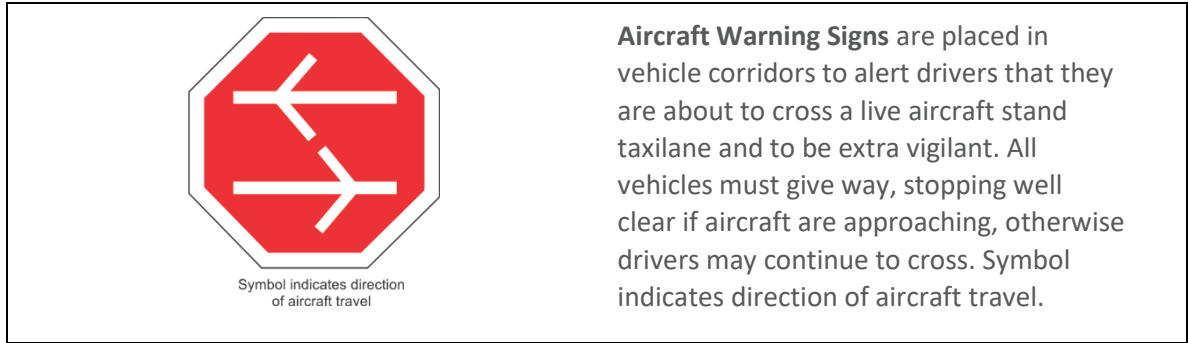 Symbol indicates direction
of aircraft travel
Aircraft Warning Signs are placed in
vehicle corridors to alert drivers that they
are about to cross a live aircraft stand
taxilane and to be extra vigilant. All
vehicles must give way, stopping well
clear if aircraft are approaching, otherwise
drivers may continue to cross. Symbol
indicates direction of aircraft travel.